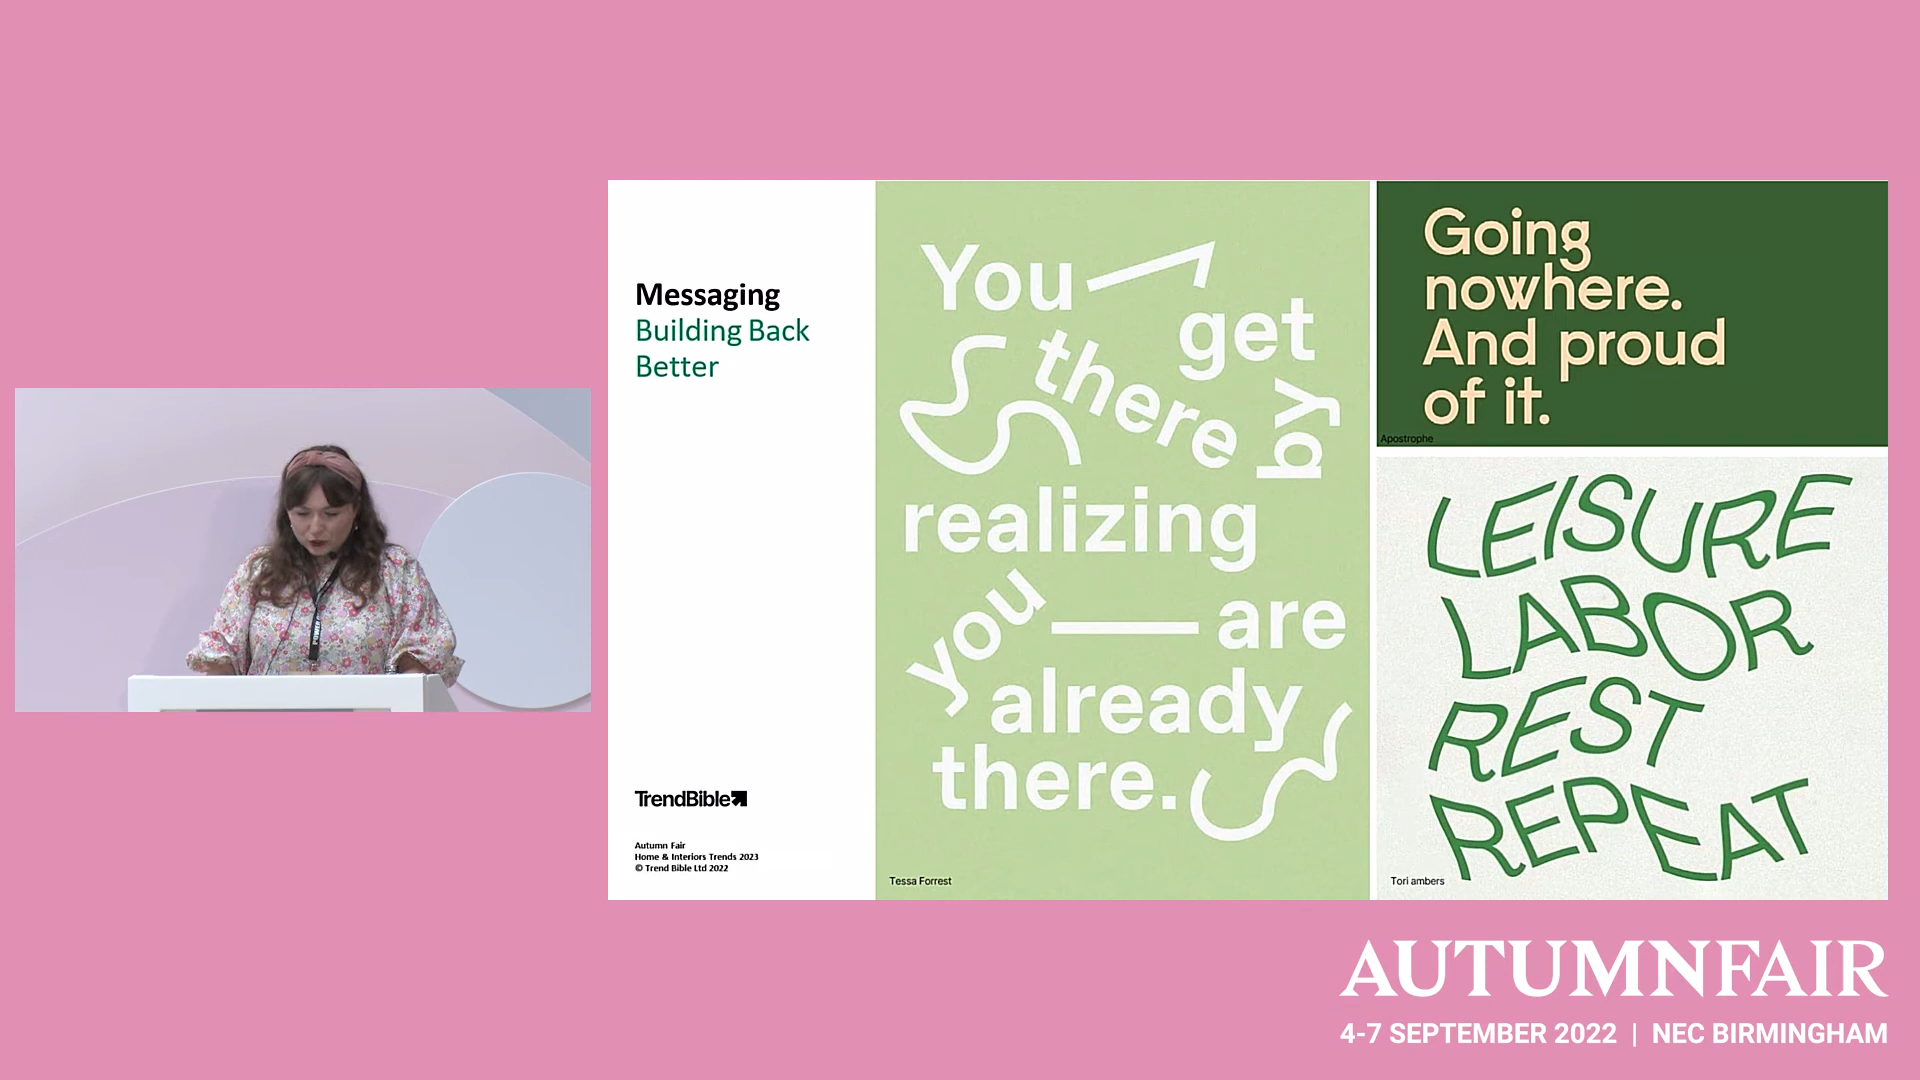 Messaging
Building Back
Better
TrendBible
Autumn Fair
Home & Interiors Trends 2023
© Trend Bible Ltd 2022
You
get
there
by
realizing
you
are
already
there.
Tessa Forrest
Going
nowhere.
And proud
of it.
Apostrophe
LEISURE
LABOR
REST
REPEAT
Tori ambers
AUTUMNFAIR
4-7 SEPTEMBER 2022 | NEC BIRMINGHAM